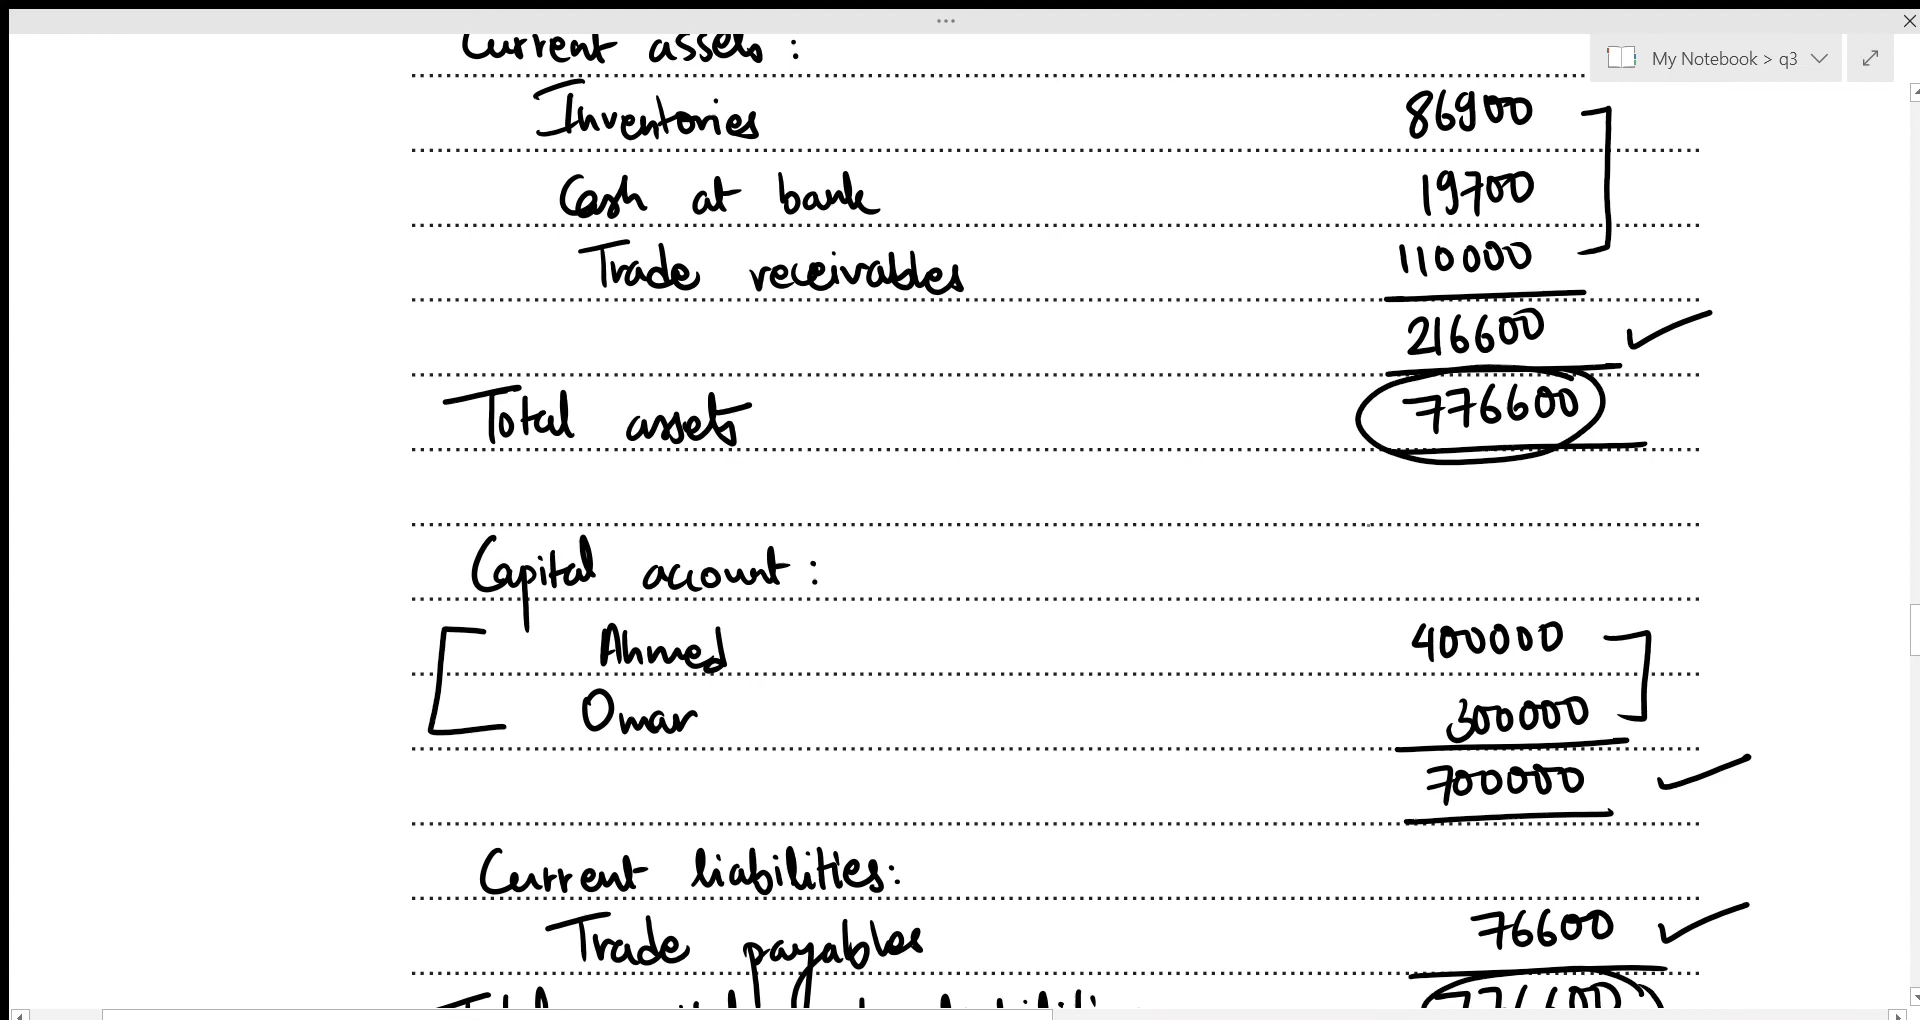 ...
My Notebook > q3
Current assets :
Inventories 86900
Cash at bank 19700
Trade receivables 110000
216600
Total assets 776600
Capital account :
Ahmed 400000
Omar 300000
700000
Current liabilities:
Trade payables 76600
776600